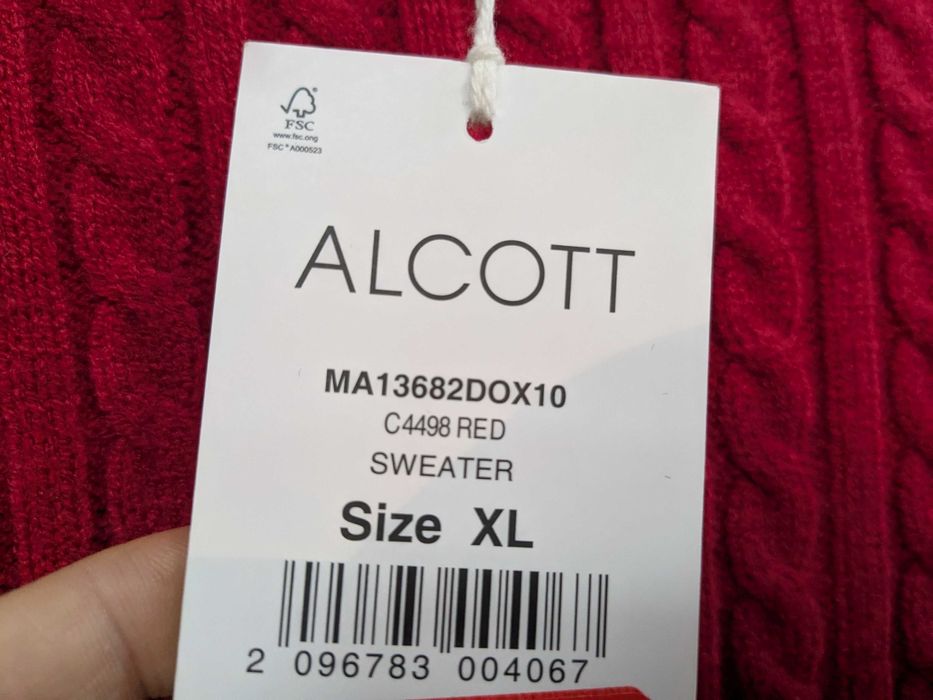 FSC
www.fsc.org
FSC® A000523
ALCOTT
MA13682DOX10
C4498 RED
SWEATER
Size XL
2 096783 004067